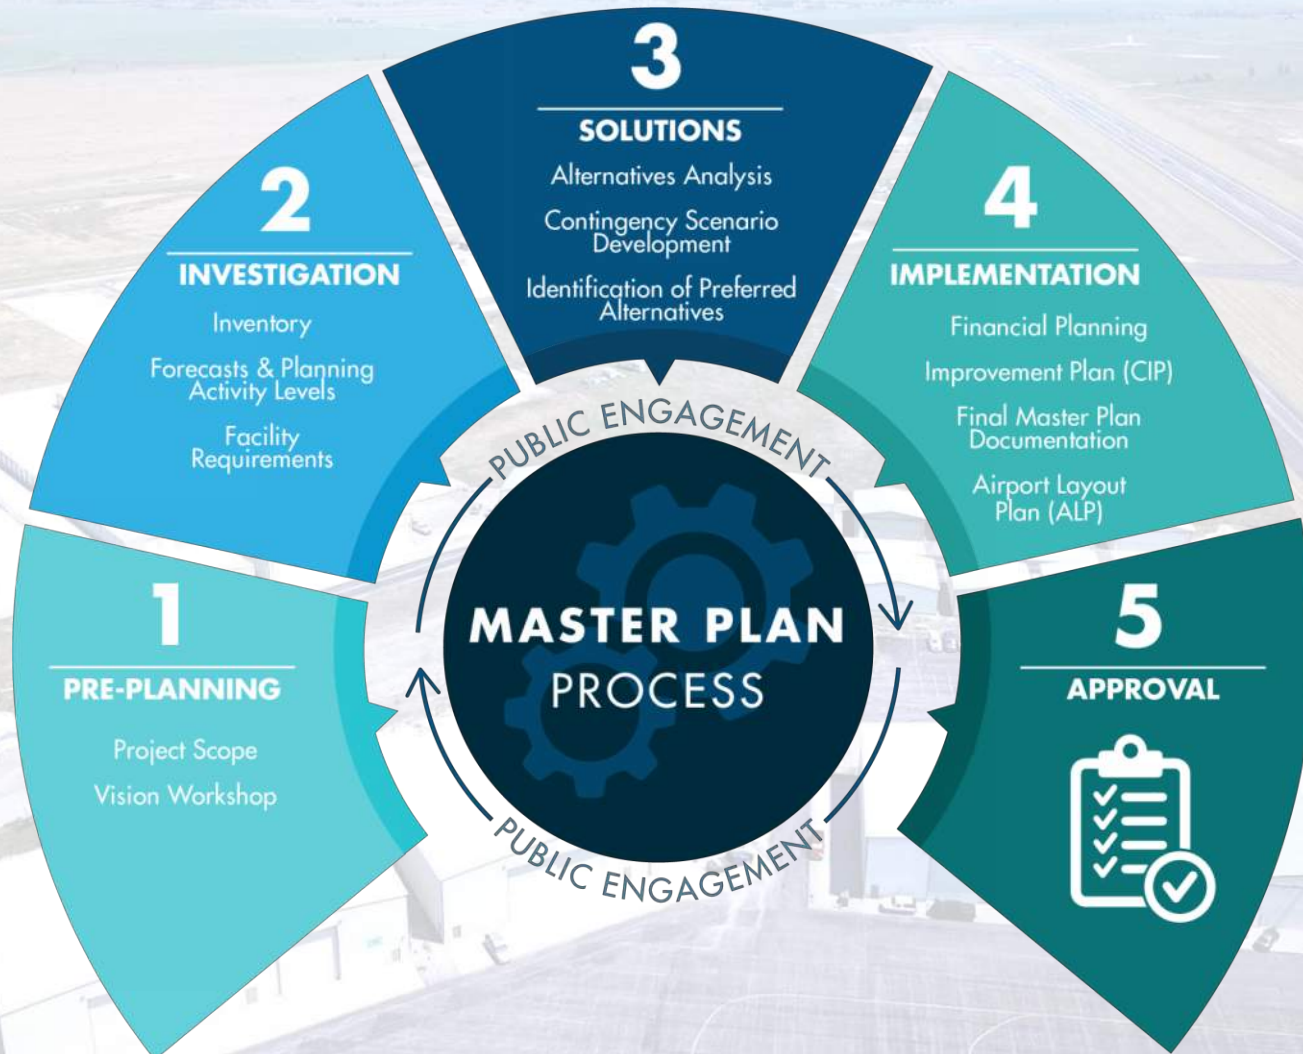 1
PRE-PLANNING
Project Scope
Vision Workshop
2
INVESTIGATION
Inventory
Forecasts & Planning
Activity Levels
Facility
Requirements
3
SOLUTIONS
Alternatives Analysis
Contingency Scenario
Development
Identification of Preferred
Alternatives
4
IMPLEMENTATION
Financial Planning
Improvement Plan (CIP)
Final Master Plan
Documentation
Airport Layout
Plan (ALP)
5
APPROVAL
PUBLIC ENGAGEMENT
MASTER PLAN
PROCESS
PUBLIC ENGAGEMENT